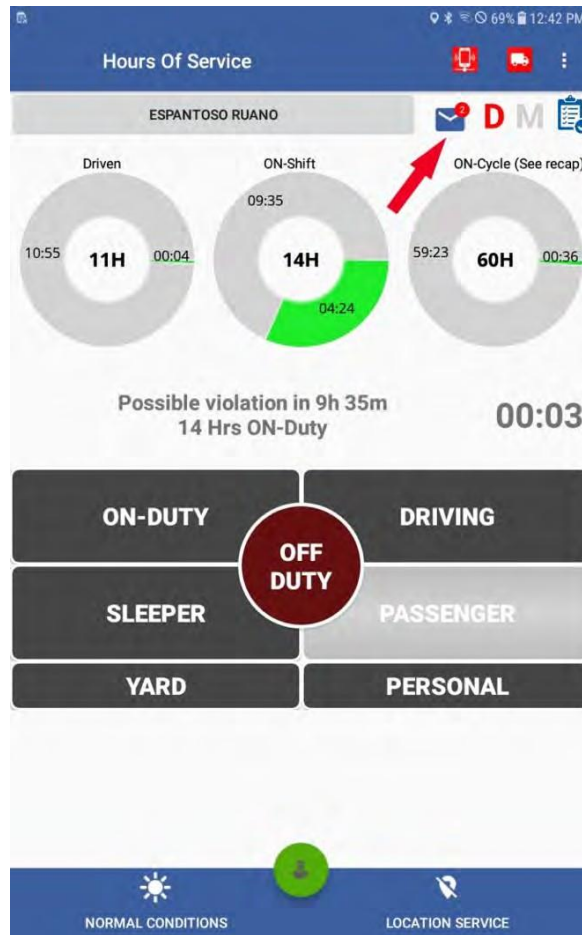 69% 12:42 PM
Hours Of Service
ESPANTOSO RUANO
2
D M
Driven
ON-Shift
ON-Cycle (See recap)
10:55
11H
00:04
09:35
14H
04:24
59:23
60H
00:36
Possible violation in 9h 35m
14 Hrs ON-Duty
00:03
ON-DUTY
DRIVING
OFF
DUTY
SLEEPER
PASSENGER
YARD
PERSONAL
NORMAL CONDITIONS
LOCATION SERVICE